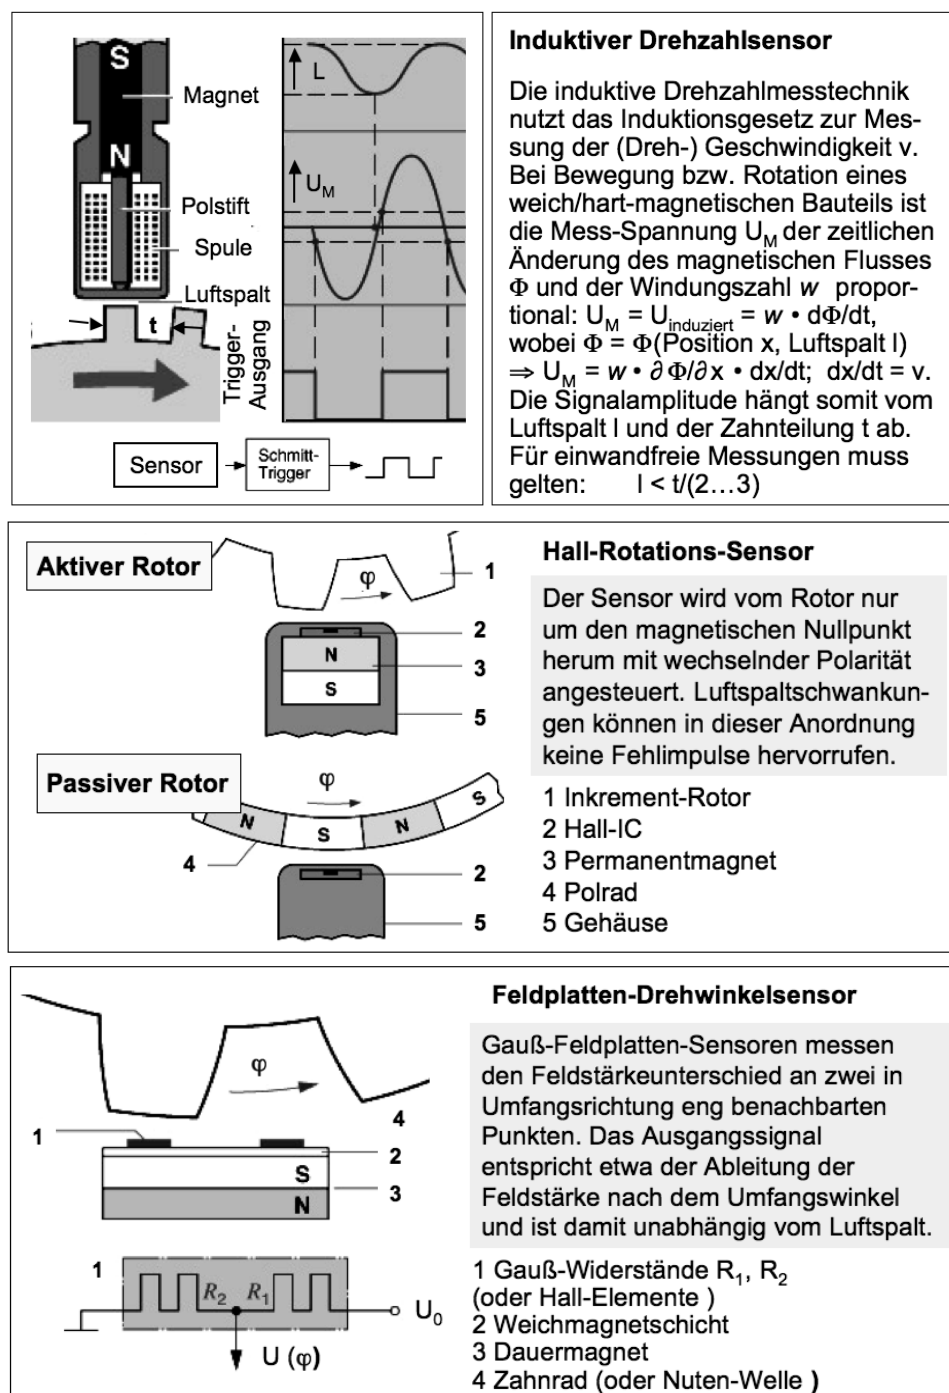 S
Magnet
N
Polstift
Spule
Luftspalt
t
L
U_M
Trigger-
Ausgang
Sensor
Schmitt-
Trigger
Induktiver Drehzahlsensor
Die induktive Drehzahlmesstechnik
nutzt das Induktionsgesetz zur Mes-
sung der (Dreh-) Geschwindigkeit v.
Bei Bewegung bzw. Rotation eines
weich/hart-magnetischen Bauteils ist
die Mess-Spannung U_M der zeitlichen
Änderung des magnetischen Flusses
Φ und der Windungszahl w propor-
tional: U_M = U_induziert = w • dΦ/dt,
wobei Φ = Φ(Position x, Luftspalt l)
⇒ U_M = w • ∂Φ/∂x • dx/dt; dx/dt = v.
Die Signalamplitude hängt somit vom
Luftspalt l und der Zahnteilung t ab.
Für einwandfreie Messungen muss
gelten: l < t/(2…3)
Aktiver Rotor
φ
1
2
N
3
S
5
Passiver Rotor
φ
N
S
N
S
4
2
5
Hall-Rotations-Sensor
Der Sensor wird vom Rotor nur
um den magnetischen Nullpunkt
herum mit wechselnder Polarität
angesteuert. Luftspaltschwankun-
gen können in dieser Anordnung
keine Fehlimpulse hervorrufen.
1 Inkrement-Rotor
2 Hall-IC
3 Permanentmagnet
4 Polrad
5 Gehäuse
φ
4
1
2
S
3
N
1
R₂ R₁
U₀
U (φ)
Feldplatten-Drehwinkelsensor
Gauß-Feldplatten-Sensoren messen
den Feldstärkeunterschied an zwei in
Umfangsrichtung eng benachbarten
Punkten. Das Ausgangssignal
entspricht etwa der Ableitung der
Feldstärke nach dem Umfangswinkel
und ist damit unabhängig vom Luftspalt.
1 Gauß-Widerstände R₁, R₂
(oder Hall-Elemente )
2 Weichmagnetschicht
3 Dauermagnet
4 Zahnrad (oder Nuten-Welle )